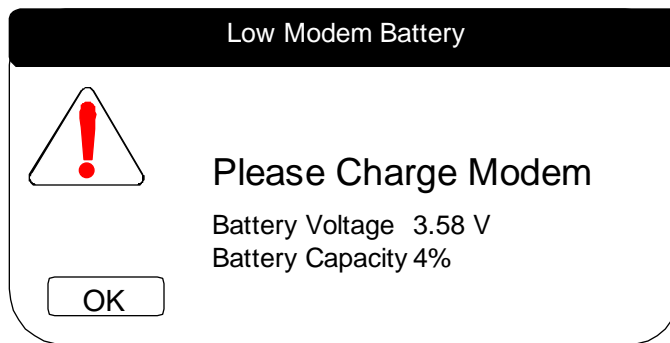 Low Modem Battery
Please Charge Modem
Battery Voltage 3.58 V
Battery Capacity 4%
OK